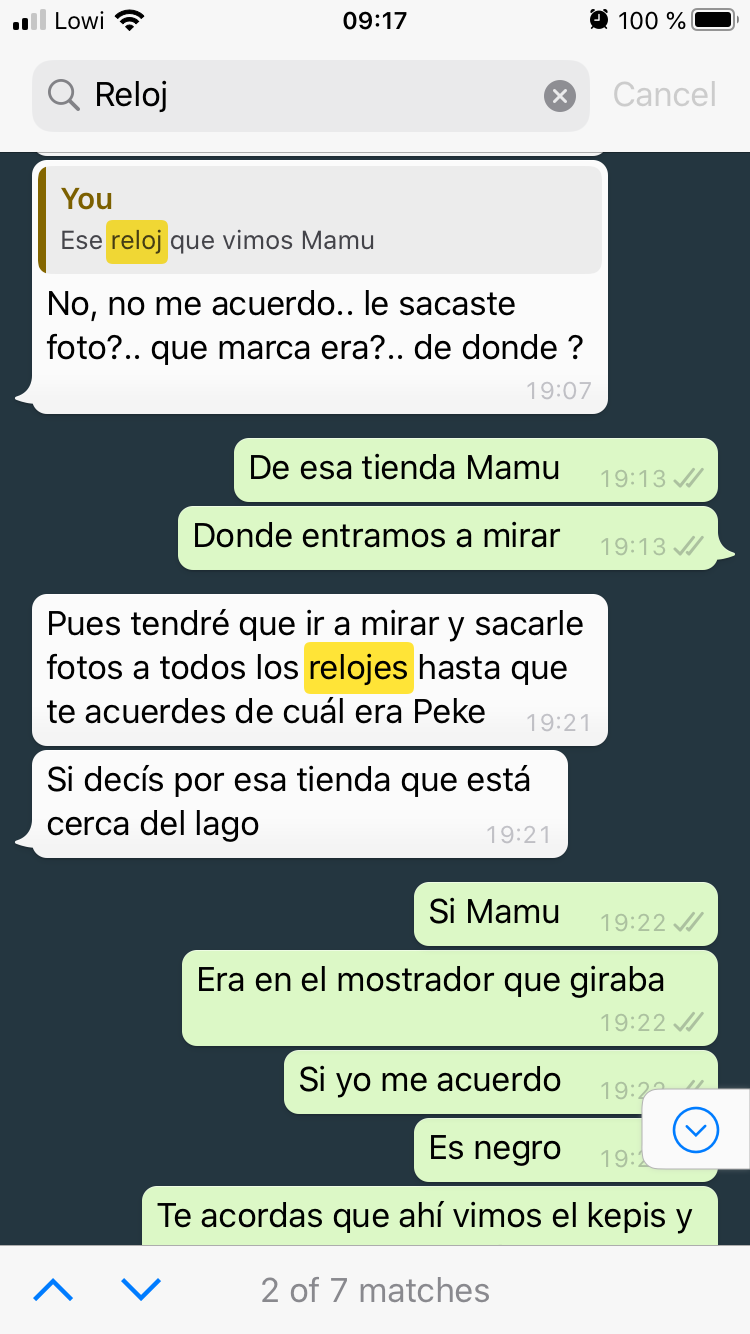 Lowi 09:17 100 %
Reloj Cancel
You
Ese reloj que vimos Mamu
No, no me acuerdo.. le sacaste
foto?.. que marca era?.. de donde ?
19:07
De esa tienda Mamu 19:13
Donde entramos a mirar 19:13
Pues tendré que ir a mirar y sacarle
fotos a todos los relojes hasta que
te acuerdes de cuál era Peke 19:21
Si decís por esa tienda que está
cerca del lago 19:21
Si Mamu 19:22
Era en el mostrador que giraba
19:22
Si yo me acuerdo 19:22
Es negro
Te acordas que ahí vimos el kepis y
2 of 7 matches